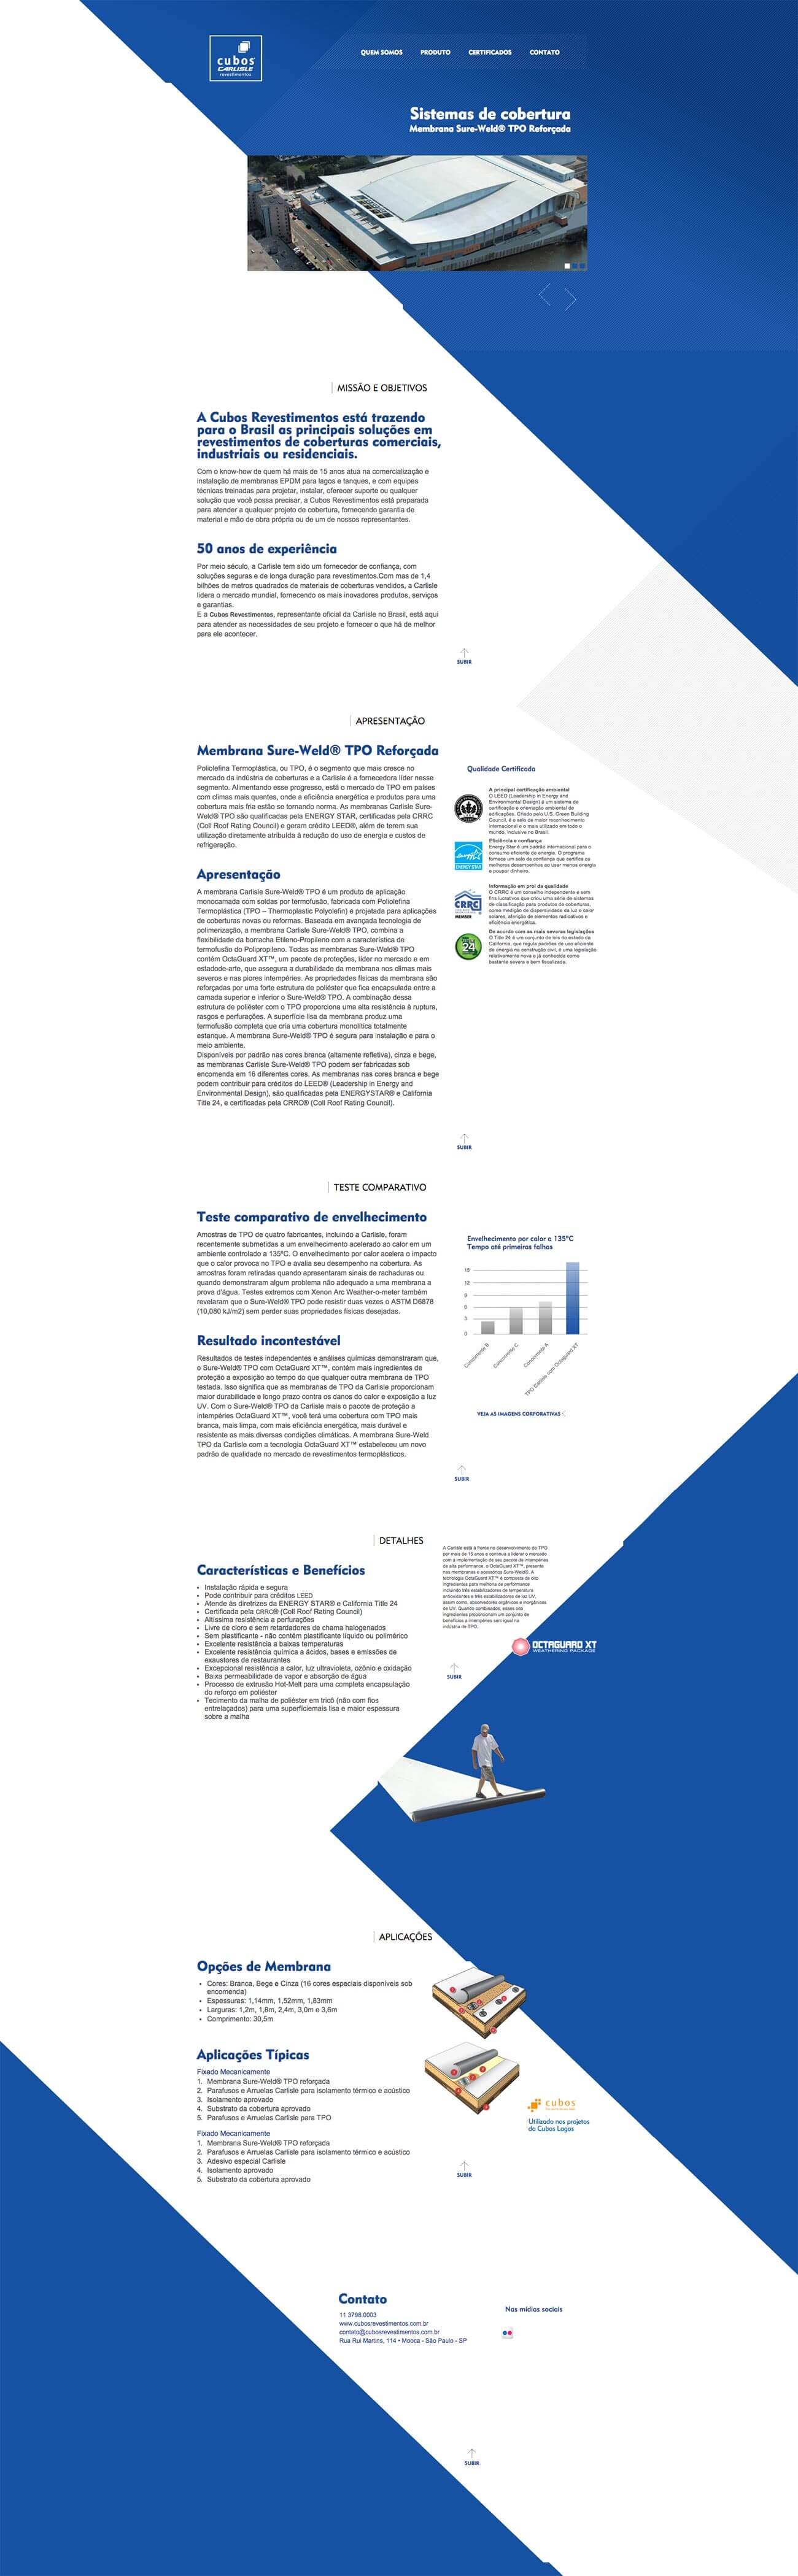 cubos
CARLISLE
revestimentos
QUEM SOMOS PRODUTO CERTIFICADOS CONTATO
Sistemas de cobertura
Membrana Sure-Weld® TPO Reforçada
MISSÃO E OBJETIVOS
A Cubos Revestimentos está trazendo
para o Brasil as principais soluções em
revestimentos de coberturas comerciais,
industriais ou residenciais.
Com o know-how de quem há mais de 15 anos atua na comercialização e
instalação de membranas EPDM para lagos e tanques, e com equipes
técnicas treinadas para projetar, instalar, oferecer suporte ou qualquer
solução que você possa precisar, a Cubos Revestimentos está preparada
para atender a qualquer projeto de cobertura, fornecendo garantia de
material e mão de obra própria ou de um de nossos representantes.
50 anos de experiência
Por meio século, a Carlisle tem sido um fornecedor de confiança, com
soluções seguras e de longa duração para revestimentos.Com mas de 1,4
bilhões de metros quadrados de materiais de coberturas vendidos, a Carlisle
lidera o mercado mundial, fornecendo os mais inovadores produtos, serviços
e garantias.
E a Cubos Revestimentos, representante oficial da Carlisle no Brasil, está aqui
para atender as necessidades de seu projeto e fornecer o que há de melhor
para ele acontecer.
SUBIR
APRESENTAÇÃO
Membrana Sure-Weld® TPO Reforçada
Poliolefina Termoplástica, ou TPO, é o segmento que mais cresce no
mercado da indústria de coberturas e a Carlisle é a fornecedora líder nesse
segmento. Alimentando esse progresso, está o mercado de TPO em países
com climas mais quentes, onde a eficiência energética e produtos para uma
cobertura mais fria estão se tornando norma. As membranas Carlisle Sure-
Weld® TPO são qualificadas pela ENERGY STAR, certificadas pela CRRC
(Coll Roof Rating Council) e geram crédito LEED®, além de terem sua
utilização diretamente atribuída à redução do uso de energia e custos de
refrigeração.
Apresentação
A membrana Carlisle Sure-Weld® TPO é um produto de aplicação
monocamada com soldas por termofusão, fabricada com Poliolefina
Termoplástica (TPO – Thermoplastic Polyolefin) e projetada para aplicações
de coberturas novas ou reformas. Baseada em avançada tecnologia de
polimerização, a membrana Carlisle Sure-Weld® TPO, combina a
flexibilidade da borracha Etileno-Propileno com a característica de
termofusão do Polipropileno. Todas as membranas Sure-Weld® TPO
contém OctaGuard XT™, um pacote de proteções, líder no mercado e em
estadode-arte, que assegura a durabilidade da membrana nos climas mais
severos e nas piores intempéries. As propriedades físicas da membrana são
reforçadas por uma forte estrutura de poliéster que fica encapsulada entre a
camada superior e inferior o Sure-Weld® TPO. A combinação dessa
estrutura de poliéster com o TPO proporciona uma alta resistência à ruptura,
rasgos e perfurações. A superfície lisa da membrana produz uma
termofusão completa que cria uma cobertura monolítica totalmente
estanque. A membrana Sure-Weld® TPO é segura para instalação e para o
meio ambiente.
Disponíveis por padrão nas cores branca (altamente refletiva), cinza e bege,
as membranas Carlisle Sure-Weld® TPO podem ser fabricadas sob
encomenda em 16 diferentes cores. As membranas nas cores branca e bege
podem contribuir para créditos do LEED® (Leadership in Energy and
Environmental Design), são qualificadas pela ENERGYSTAR® e California
Title 24, e certificadas pela CRRC® (Coll Roof Rating Council).
Qualidade Certificada
A principal certificação ambiental
O LEED (Leadership in Energy and
Environmental Design) é um sistema de
certificação e orientação ambiental de
edificações. Criado pelo U.S. Green Building
Council, é o selo de maior reconhecimento
internacional e o mais utilizado em todo o
mundo, inclusive no Brasil.
Eficiência e confiança
Energy Star é um padrão internacional para o
consumo eficiente de energia. O programa
fornece um selo de confiança que certifica os
melhores desempenhos ao usar menos energia
e poupar dinheiro.
ENERGY STAR
Informação em prol da qualidade
O CRRC é um conselho independente e sem
fins lucrativos que criou uma série de sistemas
de classificação para produtos de coberturas,
como medição de dispersividade da luz e calor
solares, aferição de elementos radioativos e
eficiência energética.
CRRC
MEMBER
De acordo com as mais severas legislações
O Title 24 é um conjunto de leis do estado da
Califórnia, que regula padrões de uso eficiente
de energia na construção civil, é uma legislação
relativamente nova e já conhecida como
bastante severa e bem fiscalizada.
24
SUBIR
TESTE COMPARATIVO
Teste comparativo de envelhecimento
Amostras de TPO de quatro fabricantes, incluindo a Carlisle, foram
recentemente submetidas a um envelhecimento acelerado ao calor em um
ambiente controlado a 135ºC. O envelhecimento por calor acelera o impacto
que o calor provoca no TPO e avalia seu desempenho na cobertura. As
amostras foram retiradas quando apresentaram sinais de rachaduras ou
quando demonstraram algum problema não adequado a uma membrana a
prova d'água. Testes extremos com Xenon Arc Weather-o-meter também
revelaram que o Sure-Weld® TPO pode resistir duas vezes o ASTM D6878
(10,080 kJ/m2) sem perder suas propriedades físicas desejadas.
Resultado incontestável
Resultados de testes independentes e análises químicas demonstraram que,
o Sure-Weld® TPO com OctaGuard XT™, contém mais ingredientes de
proteção a exposição ao tempo do que qualquer outra membrana de TPO
testada. Isso significa que as membranas de TPO da Carlisle proporcionam
maior durabilidade e longo prazo contra os danos do calor e exposição a luz
UV. Com o Sure-Weld® TPO da Carlisle mais o pacote de proteção a
intempéries OctaGuard XT™, você terá uma cobertura com TPO mais
branca, mais limpa, com mais eficiência energética, mais durável e
resistente as mais diversas condições climáticas. A membrana Sure-Weld
TPO da Carlisle com a tecnologia OctaGuard XT™ estabeleceu um novo
padrão de qualidade no mercado de revestimentos termoplásticos.
Envelhecimento por calor a 135ºC
Tempo até primeiras falhas
15
12
9
6
3
0
Concorrente B
Concorrente C
Concorrente A
TPO Carlisle com Octaguard XT
VEJA AS IMAGENS CORPORATIVAS
SUBIR
DETALHES
Características e Benefícios
• Instalação rápida e segura
• Pode contribuir para créditos LEED
• Atende às diretrizes da ENERGY STAR® e California Title 24
• Certificada pela CRRC® (Coll Roof Rating Council)
• Altíssima resistência a perfurações
• Livre de cloro e sem retardadores de chama halogenados
• Sem plastificante - não contém plastificante líquido ou polimérico
• Excelente resistência a baixas temperaturas
• Excelente resistência química a ácidos, bases e emissões de
exaustores de restaurantes
• Excepcional resistência a calor, luz ultravioleta, ozônio e oxidação
• Baixa permeabilidade de vapor e absorção de água
• Processo de extrusão Hot-Melt para uma completa encapsulação
do reforço em poliéster
• Tecimento da malha de poliéster em tricô (não com fios
entrelaçados) para uma superfíciemais lisa e maior espessura
sobre a malha
A Carlisle está à frente no desenvolvimento do TPO
por mais de 15 anos e continua a liderar o mercado
com a implementação de seu pacote de intempéries
de alta performance, o OctaGuard XT™, presente
nas membranas e acessórios Sure-Weld®. A
tecnologia OctaGuard XT™ é composta de oito
ingredientes para melhoria de performance
incluindo três estabilizadores de temperatura
antioxidantes e três estabilizadores de luz UV,
assim como, absorvedores orgânicos e inorgânicos
de UV. Quando combinados, esses oito
ingredientes proporcionam um conjunto de
benefícios a intempéries sem igual na
indústria de TPO.
OCTAGUARD XT
WEATHERING PACKAGE
SUBIR
APLICAÇÕES
Opções de Membrana
• Cores: Branca, Bege e Cinza (16 cores especiais disponíveis sob
encomenda)
• Espessuras: 1,14mm, 1,52mm, 1,83mm
• Larguras: 1,2m, 1,8m, 2,4m, 3,0m e 3,6m
• Comprimento: 30,5m
Aplicações Típicas
Fixado Mecanicamente
1. Membrana Sure-Weld® TPO reforçada
2. Parafusos e Arruelas Carlisle para isolamento térmico e acústico
3. Isolamento aprovado
4. Substrato da cobertura aprovado
5. Parafusos e Arruelas Carlisle para TPO
Fixado Mecanicamente
1. Membrana Sure-Weld® TPO reforçada
2. Parafusos e Arruelas Carlisle para isolamento térmico e acústico
3. Adesivo especial Carlisle
4. Isolamento aprovado
5. Substrato da cobertura aprovado
cubos
Utilizado nos projetos
da Cubos Lagos
SUBIR
Contato
11 3798.0003
www.cubosrevestimentos.com.br
contato@cubosrevestimentos.com.br
Rua Rui Martins, 114 • Mooca - São Paulo - SP
Nas mídias sociais
SUBIR